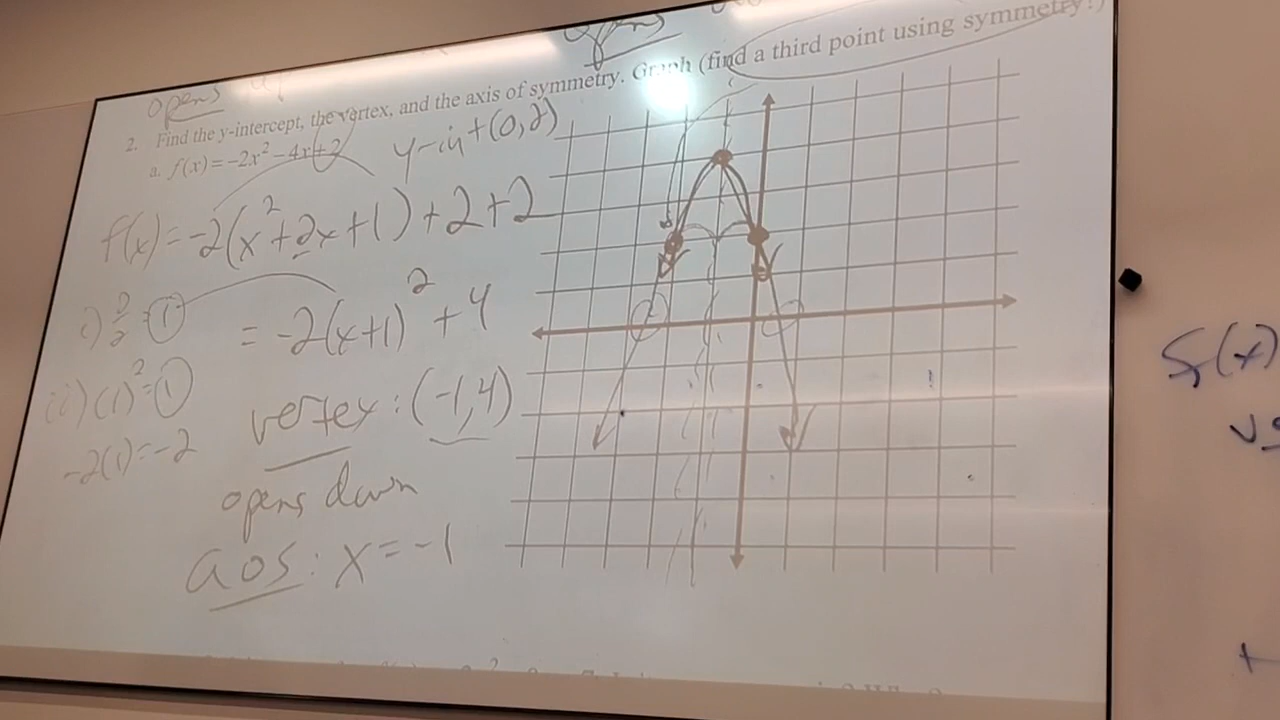 opens
opens
2. Find the y-intercept, the vertex, and the axis of symmetry. Graph (find a third point using symmetry!)
a. f(x)=-2x²-4x+2
y-int (0,2)
f(x)=-2(x²+2x+1)+2+2
i) 2/2=1
= -2(x+1)²+4
ii) (1)²=1
vertex: (-1,4)
-2(1)=-2
opens down
aos: x=-1
f(x)